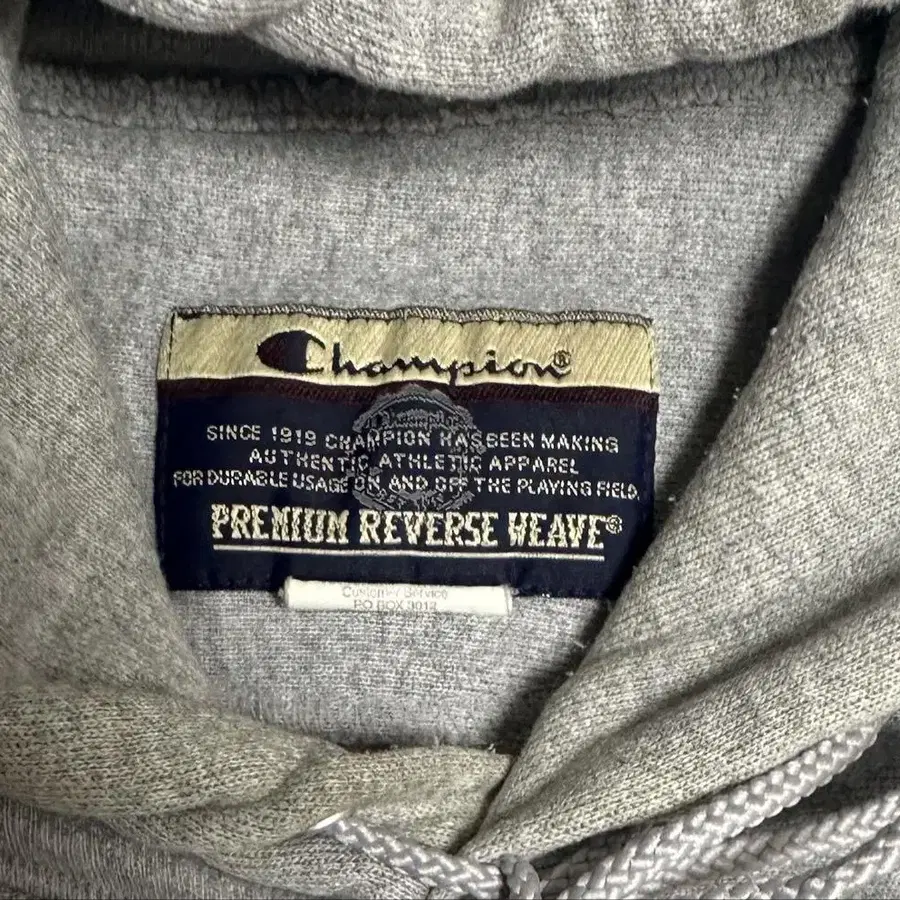 Champion®
SINCE 1919 CHAMPION HAS BEEN MAKING
AUTHENTIC ATHLETIC APPAREL
FOR DURABLE USAGE ON AND OFF THE PLAYING FIELD.
PREMIUM REVERSE WEAVE®
Customer Service
PO BOX 3012